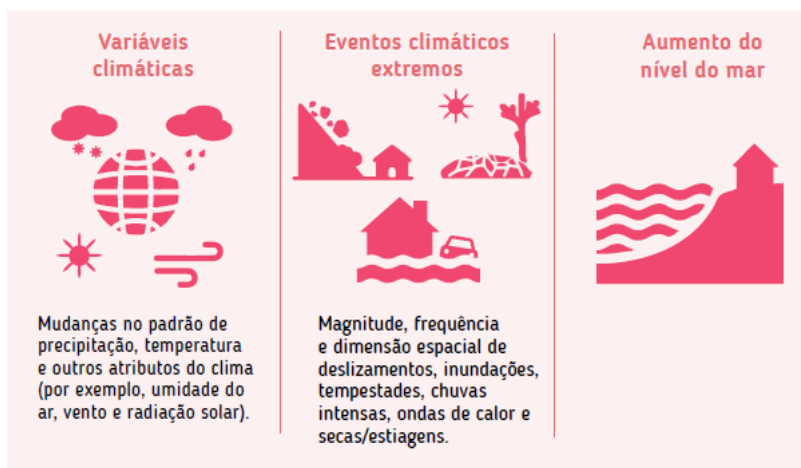 Variáveis
climáticas
Mudanças no padrão de
precipitação, temperatura
e outros atributos do clima
(por exemplo, umidade do
ar, vento e radiação solar).
Eventos climáticos
extremos
Magnitude, frequência
e dimensão espacial de
deslizamentos, inundações,
tempestades, chuvas
intensas, ondas de calor e
secas/estiagens.
Aumento do
nível do mar